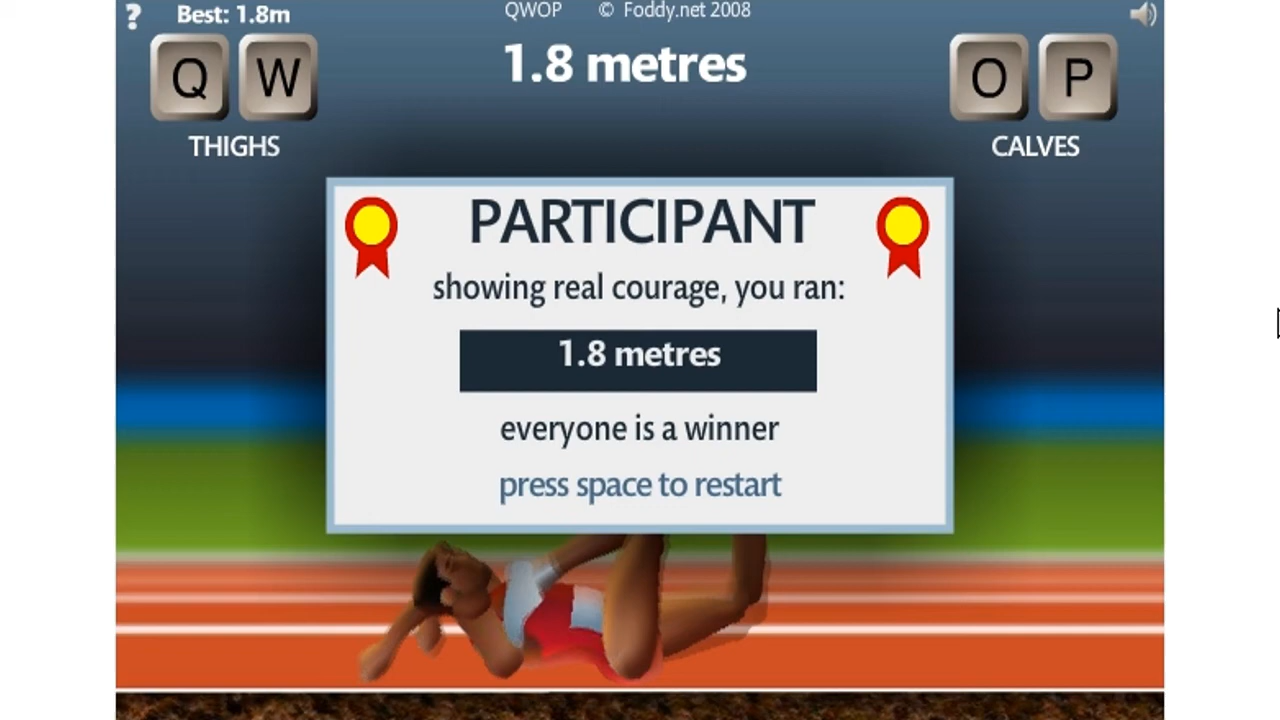 ? Best: 1.8m
QWOP © Foddy.net 2008
Q W
1.8 metres
O P
THIGHS
CALVES
PARTICIPANT
showing real courage, you ran:
1.8 metres
everyone is a winner
press space to restart